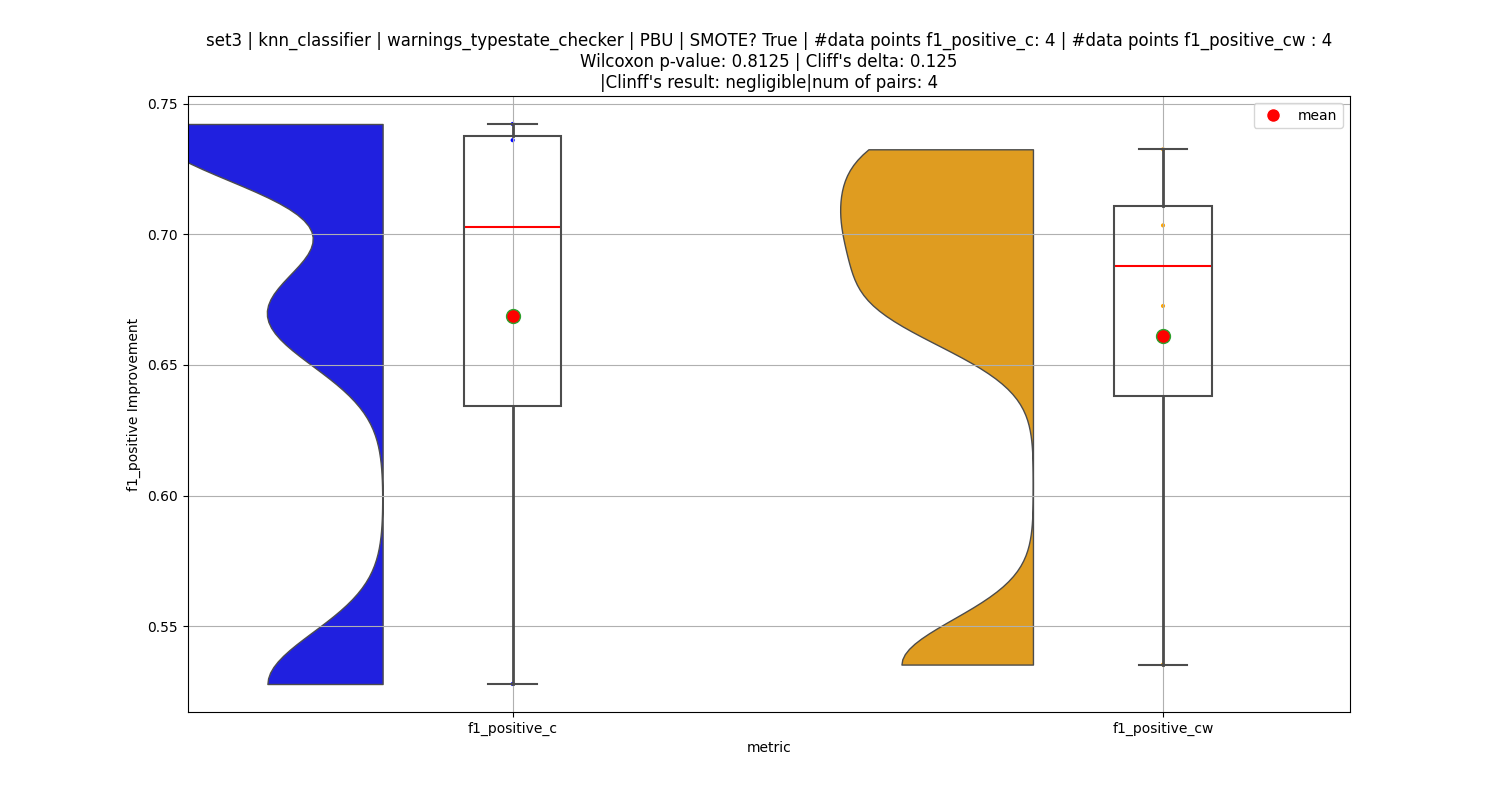 set3 | knn_classifier | warnings_typestate_checker | PBU | SMOTE? True | #data points f1_positive_c: 4 | #data points f1_positive_cw : 4
Wilcoxon p-value: 0.8125 | Cliff's delta: 0.125
|Clinff's result: negligible|num of pairs: 4
mean
0.75
0.70
0.65
0.60
0.55
f1_positive Improvement
f1_positive_c
f1_positive_cw
metric